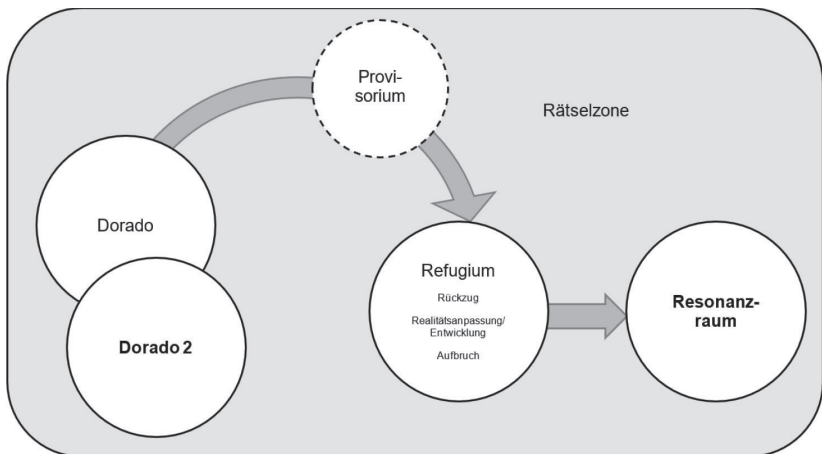 Provi-
sorium
Rätselzone
Dorado
Dorado 2
Refugium
Rückzug
Realitätsanpassung/
Entwicklung
Aufbruch
Resonanz-
raum